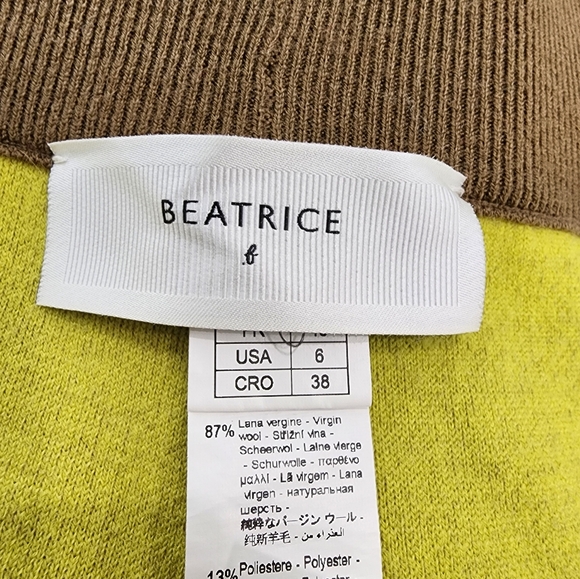 BEATRICE
.b
USA 6
CRO 38
87% Lana vergine - Virgin
wool - Střižní vlna -
Scheerwol - Laine vierge
- Schurwolle - παρθένο
μαλλί - Lã virgem - Lana
virgen - натуральная
шерсть -
純粋なバージン ウール -
纯新羊毛 - العذراء من
13% Poliestere - Polyester -
Polyester